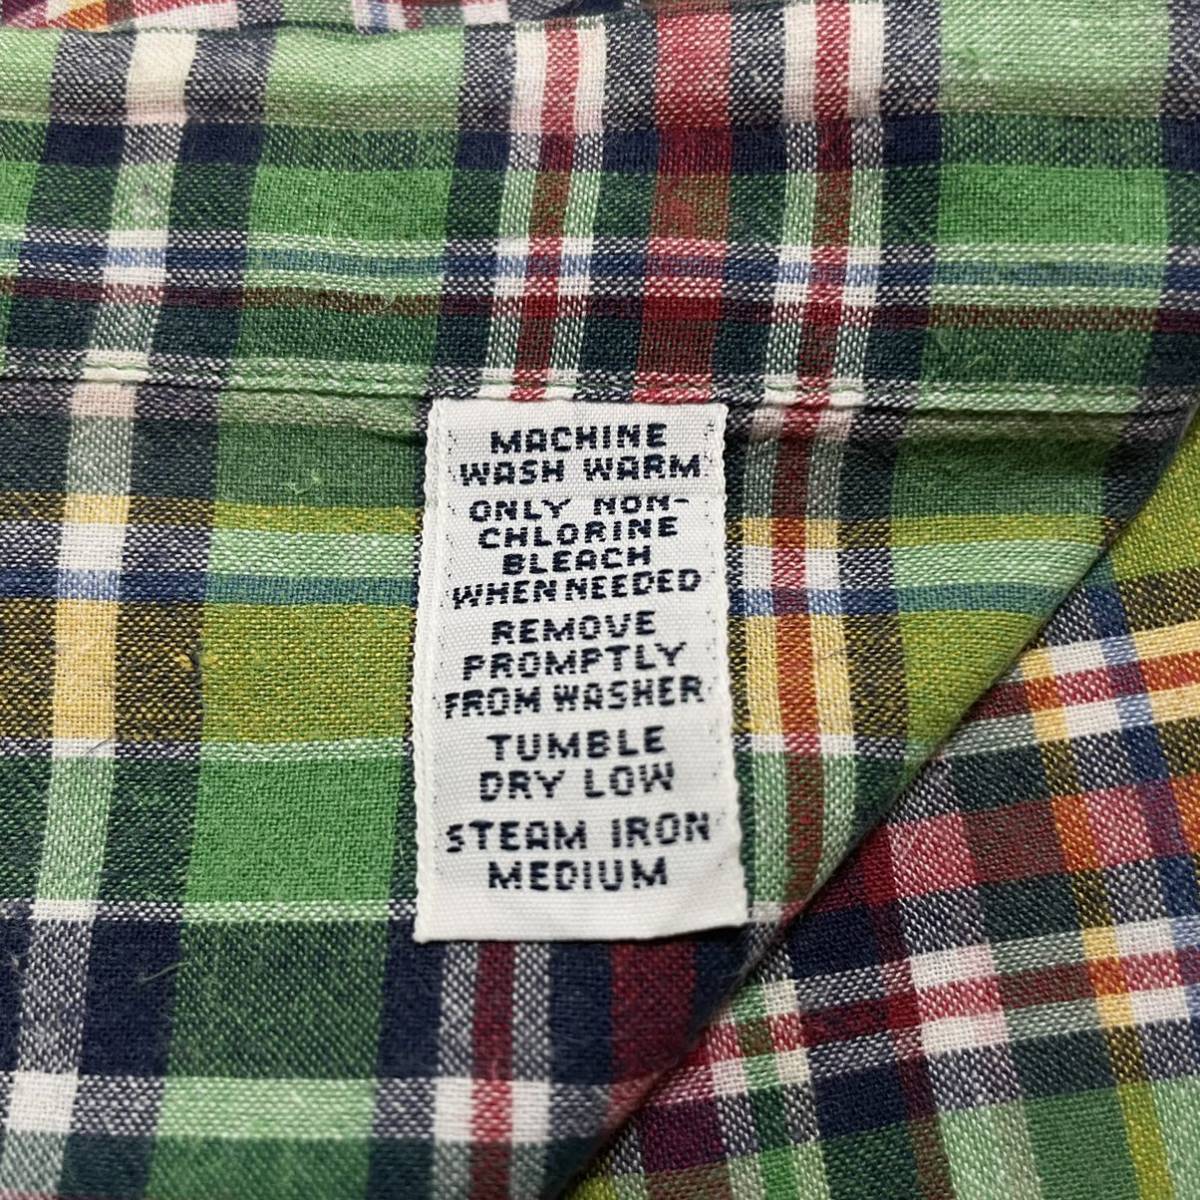 MACHINE
WASH WARM
ONLY NON-
CHLORINE
BLEACH
WHEN NEEDED
REMOVE
PROMPTLY
FROM WASHER
TUMBLE
DRY LOW
STEAM IRON
MEDIUM